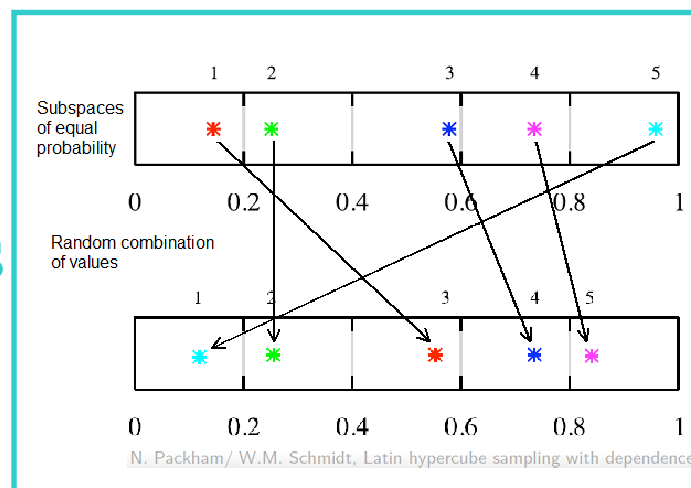 1 2 3 4 5
Subspaces
of equal
probability
0 0.2 0.4 0.6 0.8 1
Random combination
of values
1 2 3 4 5
0 0.2 0.4 0.6 0.8 1
N. Packham/ W.M. Schmidt, Latin hypercube sampling with dependence